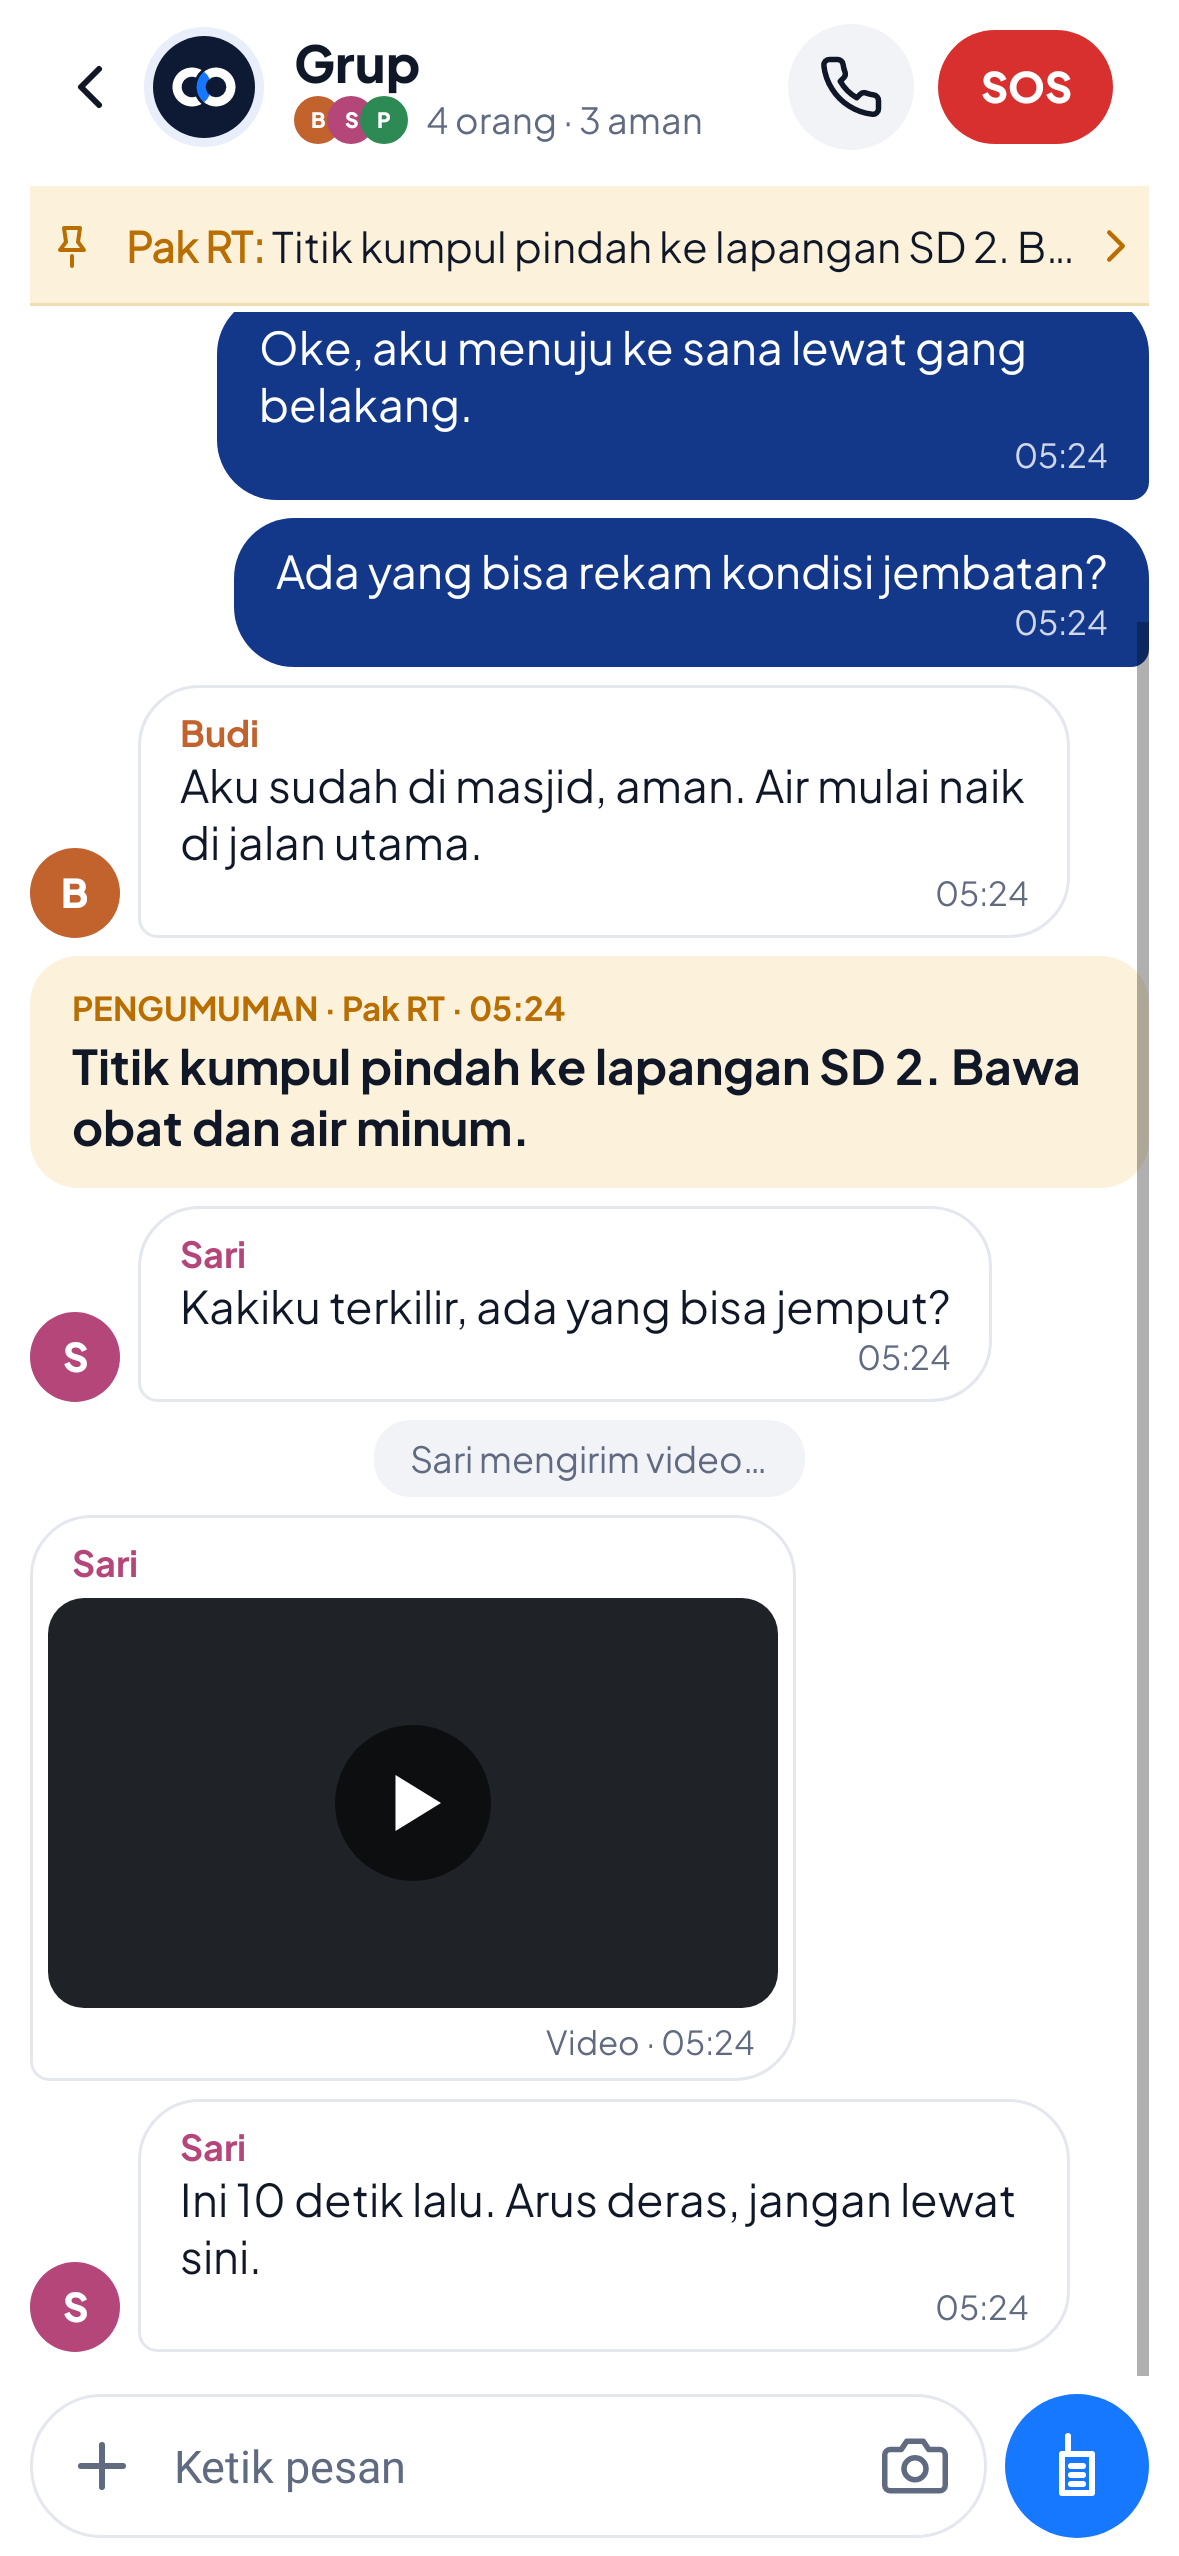 Grup
B S P 4 orang · 3 aman
SOS
Pak RT: Titik kumpul pindah ke lapangan SD 2. B...
Oke, aku menuju ke sana lewat gang
belakang.
05:24
Ada yang bisa rekam kondisi jembatan?
05:24
Budi
Aku sudah di masjid, aman. Air mulai naik
di jalan utama.
05:24
B
PENGUMUMAN · Pak RT · 05:24
Titik kumpul pindah ke lapangan SD 2. Bawa
obat dan air minum.
Sari
Kakiku terkilir, ada yang bisa jemput?
05:24
S
Sari mengirim video...
Sari
Video · 05:24
Sari
Ini 10 detik lalu. Arus deras, jangan lewat
sini.
05:24
S
Ketik pesan